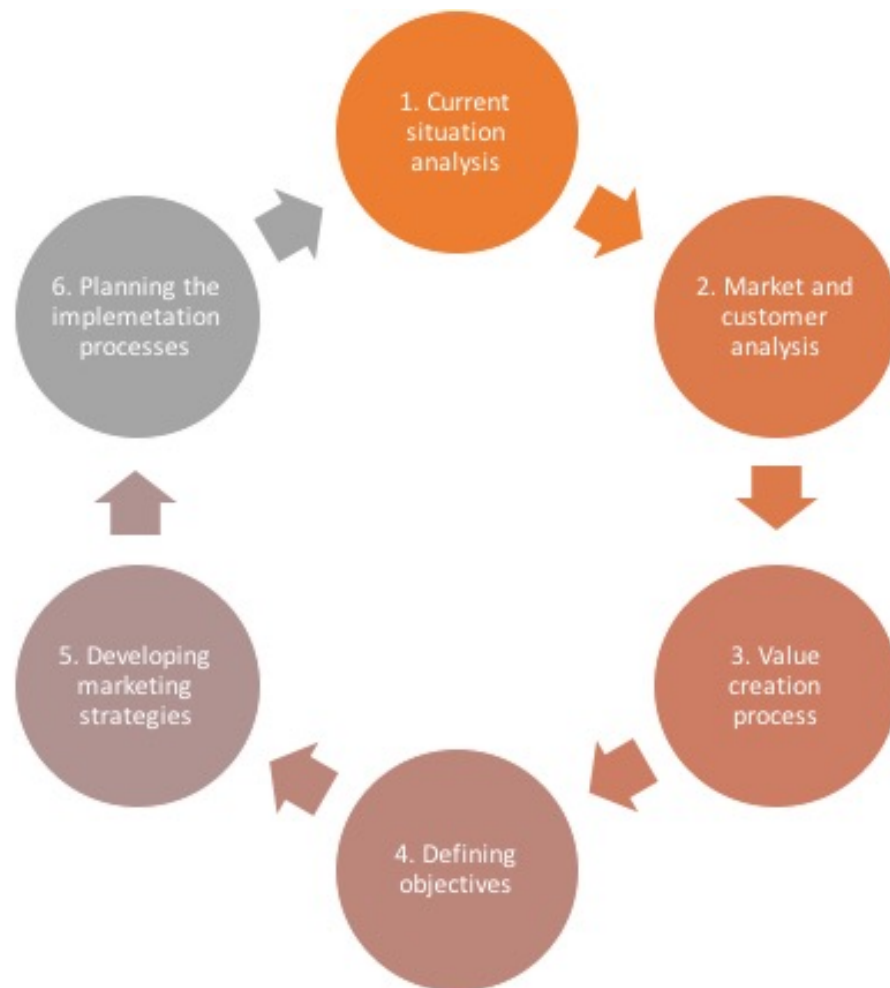 1. Current
situation
analysis
2. Market and
customer
analysis
3. Value
creation
process
4. Defining
objectives
5. Developing
marketing
strategies
6. Planning the
implemetation
processes